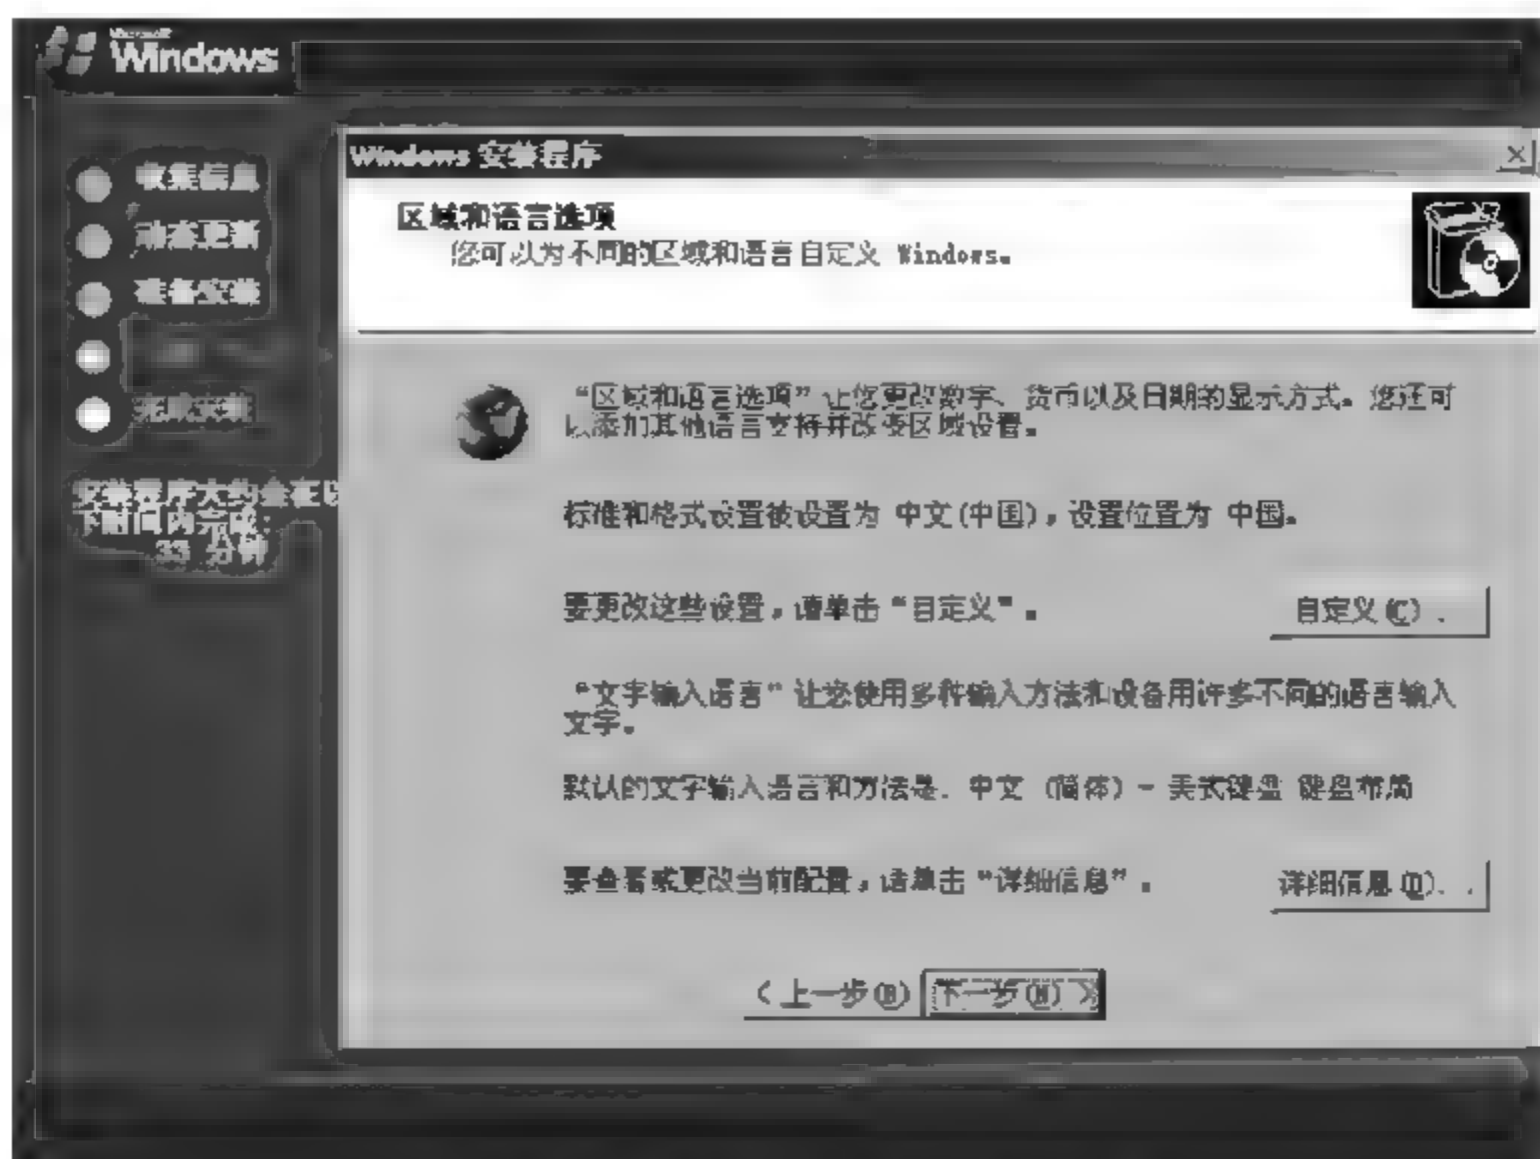 Microsoft
Windows
收集信息
动态更新
准备安装
完成安装
安装程序大约会在以
下时间内完成:
33 分钟
Windows 安装程序
区域和语言选项
您可以为不同的区域和语言自定义 Windows。
“区域和语言选项”让您更改数字、货币以及日期的显示方式。您还可
以添加其他语言支持并改变区域设置。
标准和格式设置被设置为 中文(中国),设置位置为 中国。
要更改这些设置,请单击“自定义”。
自定义(C)..
“文字输入语言”让您使用多种输入方法和设备用许多不同的语言输入
文字。
默认的文字输入语言和方法是: 中文 (简体) - 美式键盘 键盘布局
要查看或更改当前配置,请单击“详细信息”。
详细信息(D)...
< 上一步(B)
下一步(N) >